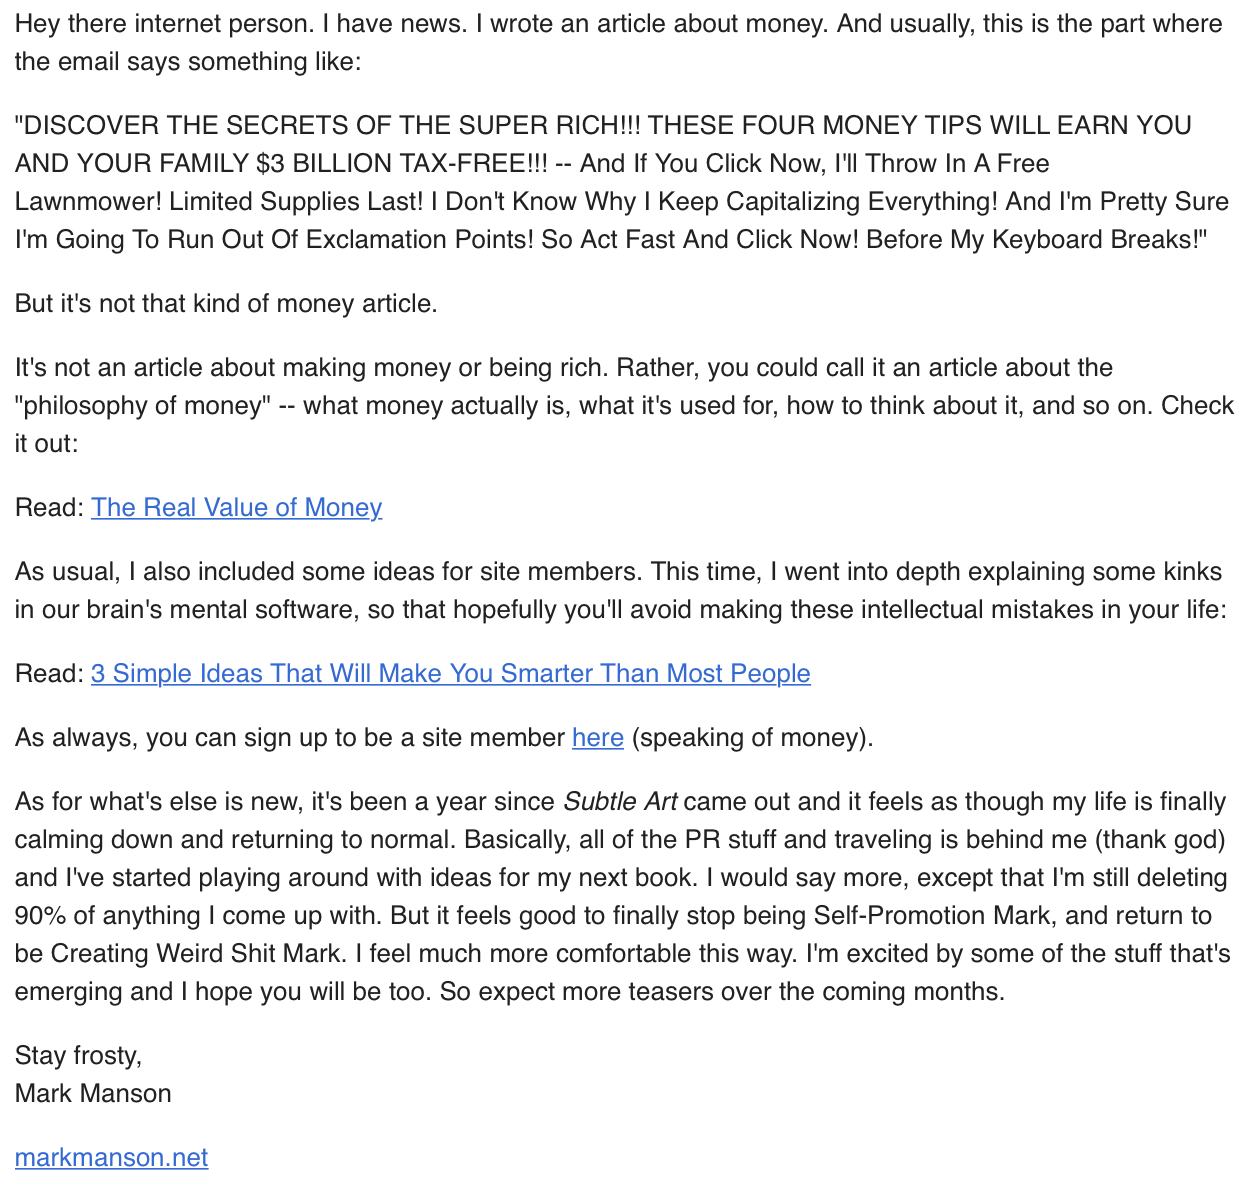 Hey there internet person. I have news. I wrote an article about money. And usually, this is the part where
the email says something like:
"DISCOVER THE SECRETS OF THE SUPER RICH!!! THESE FOUR MONEY TIPS WILL EARN YOU
AND YOUR FAMILY $3 BILLION TAX-FREE!!! -- And If You Click Now, I'll Throw In A Free
Lawnmower! Limited Supplies Last! I Don't Know Why I Keep Capitalizing Everything! And I'm Pretty Sure
I'm Going To Run Out Of Exclamation Points! So Act Fast And Click Now! Before My Keyboard Breaks!"
But it's not that kind of money article.
It's not an article about making money or being rich. Rather, you could call it an article about the
"philosophy of money" -- what money actually is, what it's used for, how to think about it, and so on. Check
it out:
Read: The Real Value of Money
As usual, I also included some ideas for site members. This time, I went into depth explaining some kinks
in our brain's mental software, so that hopefully you'll avoid making these intellectual mistakes in your life:
Read: 3 Simple Ideas That Will Make You Smarter Than Most People
As always, you can sign up to be a site member here (speaking of money).
As for what's else is new, it's been a year since Subtle Art came out and it feels as though my life is finally
calming down and returning to normal. Basically, all of the PR stuff and traveling is behind me (thank god)
and I've started playing around with ideas for my next book. I would say more, except that I'm still deleting
90% of anything I come up with. But it feels good to finally stop being Self-Promotion Mark, and return to
be Creating Weird Shit Mark. I feel much more comfortable this way. I'm excited by some of the stuff that's
emerging and I hope you will be too. So expect more teasers over the coming months.
Stay frosty,
Mark Manson
markmanson.net